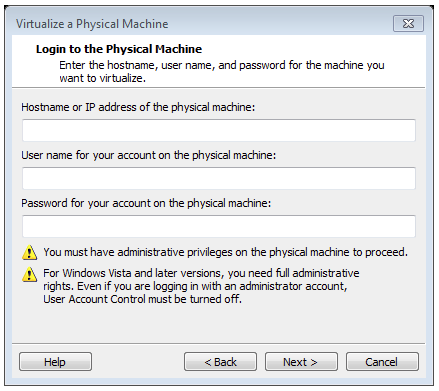 Virtualize a Physical Machine
Login to the Physical Machine
Enter the hostname, user name, and password for the machine you
want to virtualize.
Hostname or IP address of the physical machine:
User name for your account on the physical machine:
Password for your account on the physical machine:
You must have administrative privileges on the physical machine to proceed.
For Windows Vista and later versions, you need full administrative
rights. Even if you are logging in with an administrator account,
User Account Control must be turned off.
Help
< Back
Next >
Cancel